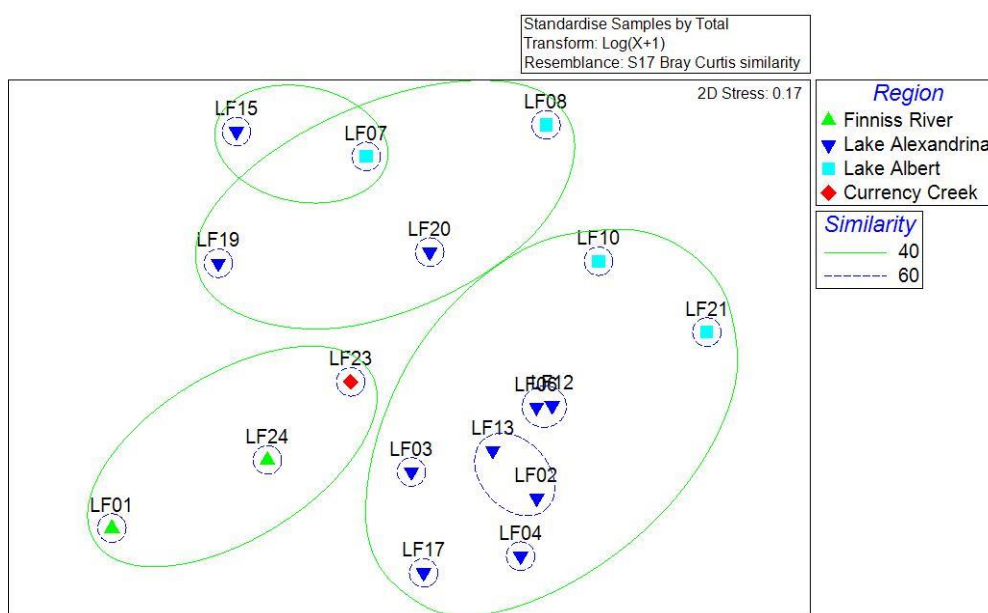 Standardise Samples by Total
Transform: Log(X+1)
Resemblance: S17 Bray Curtis similarity
2D Stress: 0.17
Region
Finniss River
Lake Alexandrina
Lake Albert
Currency Creek
Similarity
40
60
LF15
LF07
LF08
LF19
LF20
LF10
LF21
LF23
LF06
LF12
LF13
LF24
LF03
LF02
LF01
LF04
LF17